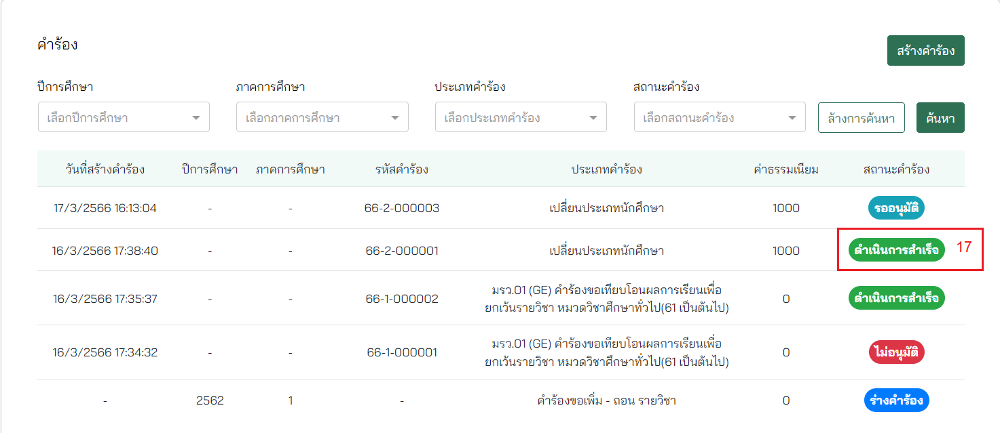 คำร้อง
สร้างคำร้อง
ปีการศึกษา ภาคการศึกษา ประเภทคำร้อง สถานะคำร้อง
เลือกปีการศึกษา เลือกภาคการศึกษา เลือกประเภทคำร้อง เลือกสถานะคำร้อง ล้างการค้นหา ค้นหา
วันที่สร้างคำร้อง ปีการศึกษา ภาคการศึกษา รหัสคำร้อง ประเภทคำร้อง ค่าธรรมเนียม สถานะคำร้อง
17/3/2566 16:13:04 - - 66-2-000003 เปลี่ยนประเภทนักศึกษา 1000 รออนุมัติ
16/3/2566 17:38:40 - - 66-2-000001 เปลี่ยนประเภทนักศึกษา 1000 ดำเนินการสำเร็จ 17
16/3/2566 17:35:37 - - 66-1-000002 มรว.01 (GE) คำร้องขอเทียบโอนผลการเรียนเพื่อ
ยกเว้นรายวิชา หมวดวิชาศึกษาทั่วไป(61 เป็นต้นไป) 0 ดำเนินการสำเร็จ
16/3/2566 17:34:32 - - 66-1-000001 มรว.01 (GE) คำร้องขอเทียบโอนผลการเรียนเพื่อ
ยกเว้นรายวิชา หมวดวิชาศึกษาทั่วไป(61 เป็นต้นไป) 0 ไม่อนุมัติ
- 2562 1 - คำร้องขอเพิ่ม - ถอน รายวิชา 0 ร่างคำร้อง